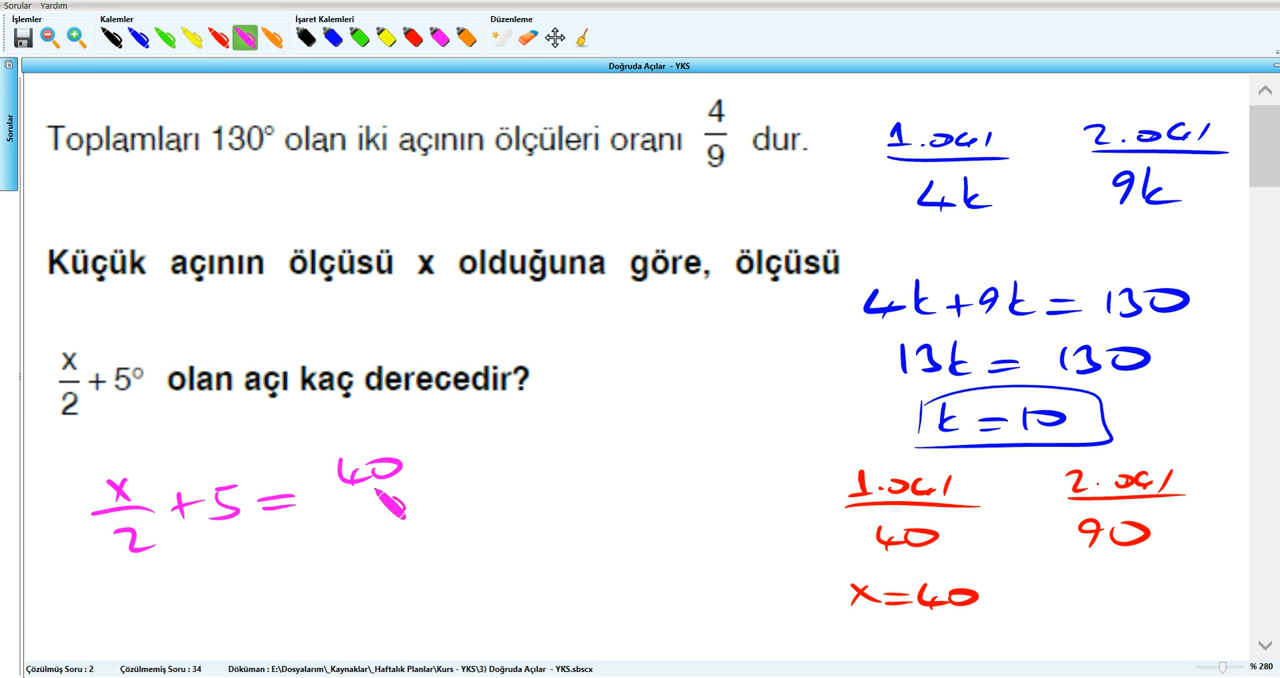 Sorular Yardım
İşlemler Kalemler İşaret Kalemleri Düzenleme
Doğruda Açılar - YKS
Sorular
Toplamları 130° olan iki açının ölçüleri oranı 4/9 dur.
Küçük açının ölçüsü x olduğuna göre, ölçüsü
x/2 + 5° olan açı kaç derecedir?
x/2 + 5 = 40
1.açı 2.açı
4k 9k
4k+9k = 130
13k = 130
k = 10
1.açı 2.açı
40 90
x=40
Çözülmüş Soru : 2 Çözülmemiş Soru : 34 Döküman : E:\Dosyalarım\_Kaynaklar\_Haftalık Planlar\Kurs - YKS\3) Doğruda Açılar - YKS.sbscx % 280